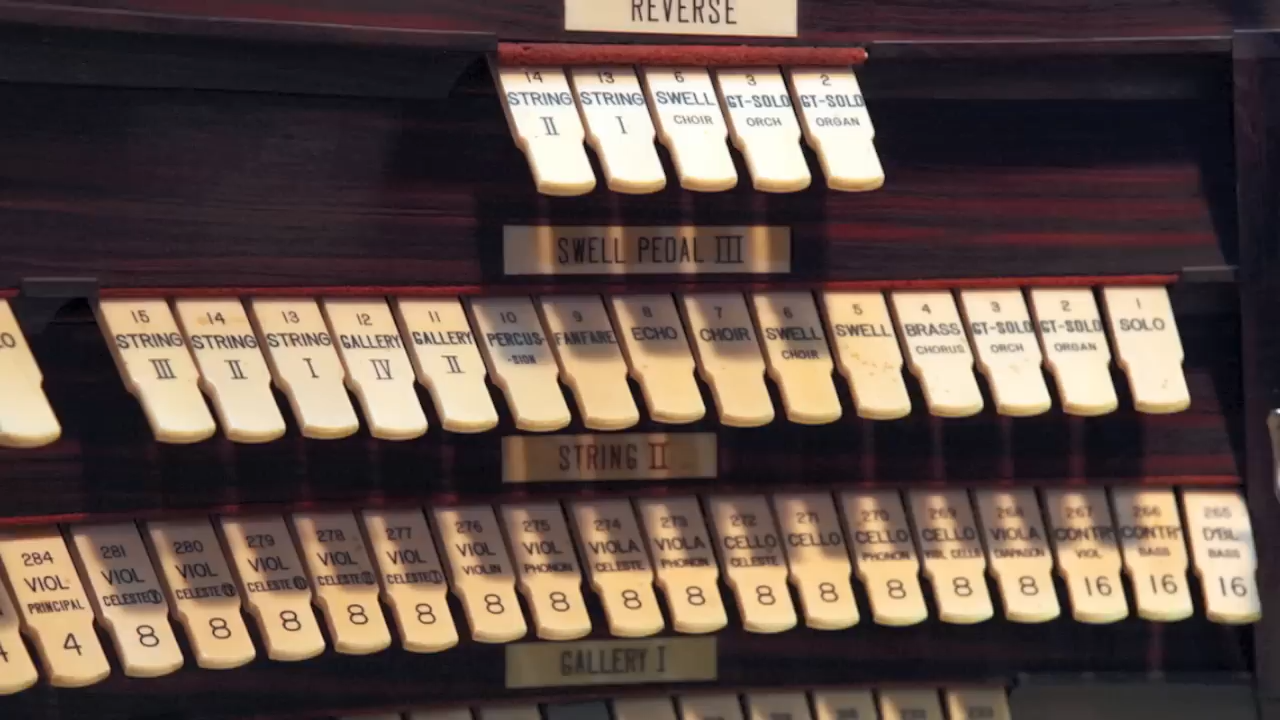 REVERSE
14 13 6 3 2
STRING STRING SWELL GT-SOLO GT-SOLO
II I CHOIR ORCH ORGAN
SWELL PEDAL III
15 14 13 12 11 10 9 8 7 6 5 4 3 2 1
STRING STRING STRING GALLERY GALLERY PERCUS- FANFARE ECHO CHOIR SWELL SWELL BRASS GT-SOLO GT-SOLO SOLO
III II I IV II -SION CHOIR CHORUS ORCH ORGAN
STRING II
284 281 280 279 278 277 276 275 274 273 272 271 270 269 268 267 266 265
VIOL VIOL VIOL VIOL VIOL VIOL VIOL VIOL VIOLA VIOLA CELLO CELLO CELLO CELLO VIOLA CONTR' CONTR' D'BL
PRINCIPAL CELESTE CELESTE CELESTE CELESTE CELESTE VIOLIN PHONON CELESTE PHONON CELESTE PHONON CELLO DIAPASON VIOL BASS BASS
4 4 8 8 8 8 8 8 8 8 8 8 8 8 8 8 16 16 16
GALLERY I